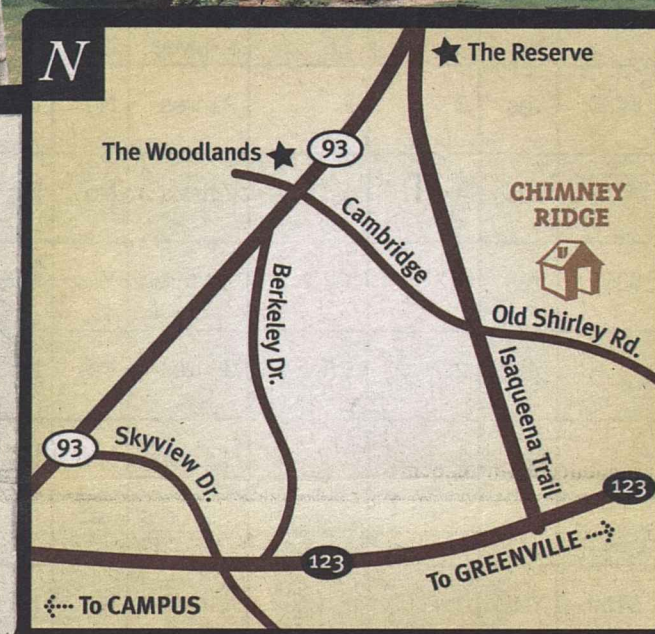 N
The Reserve
The Woodlands
93
CHIMNEY
RIDGE
Cambridge
Berkeley Dr.
Old Shirley Rd.
Isaqueena Trail
93
Skyview Dr.
123
123
To GREENVILLE
To CAMPUS